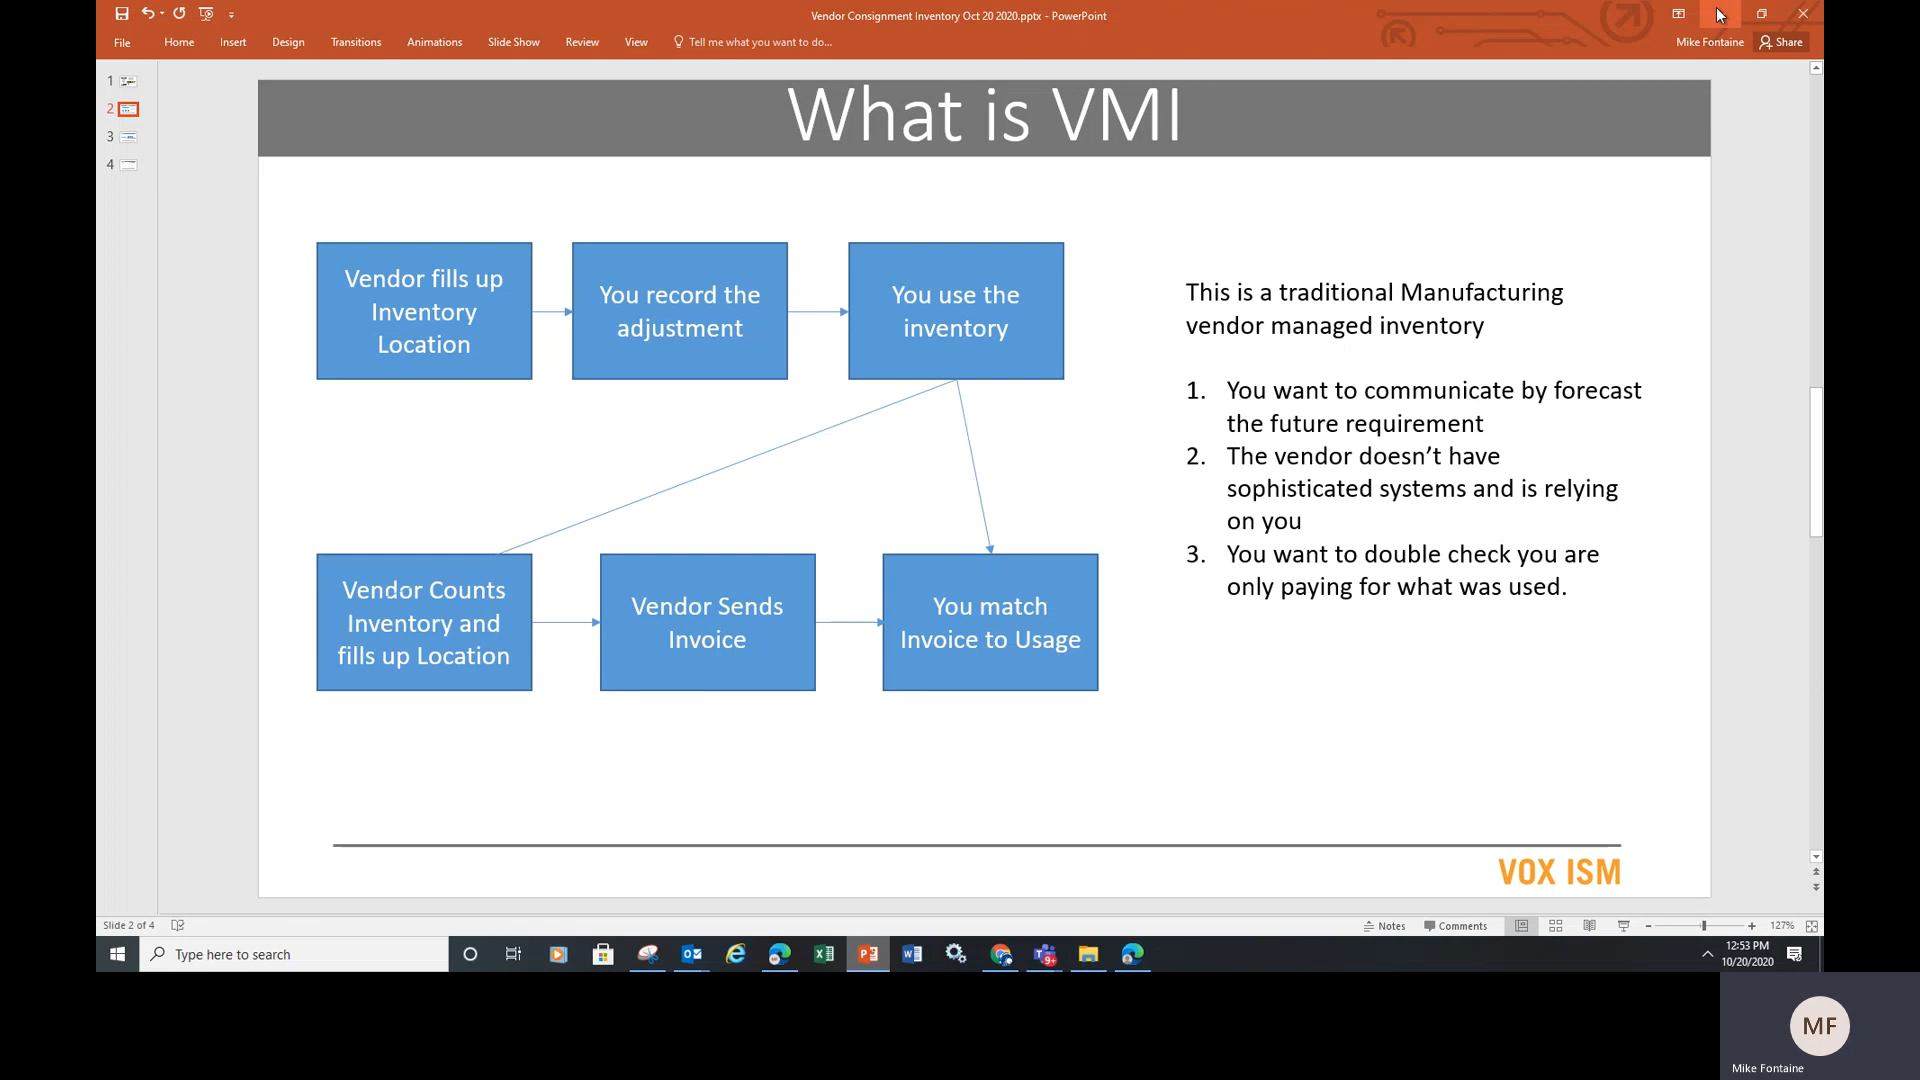 Vendor Consignment Inventory Oct 20 2020.pptx - PowerPoint
File Home Insert Design Transitions Animations Slide Show Review View Tell me what you want to do... Mike Fontaine Share
1
2
3
4
What is VMI
Vendor fills up
Inventory
Location
You record the
adjustment
You use the
inventory
Vendor Counts
Inventory and
fills up Location
Vendor Sends
Invoice
You match
Invoice to Usage
This is a traditional Manufacturing
vendor managed inventory
1. You want to communicate by forecast
the future requirement
2. The vendor doesn’t have
sophisticated systems and is relying
on you
3. You want to double check you are
only paying for what was used.
VOX ISM
Slide 2 of 4 Notes Comments 127%
Type here to search
9+
12:53 PM
10/20/2020
MF
Mike Fontaine